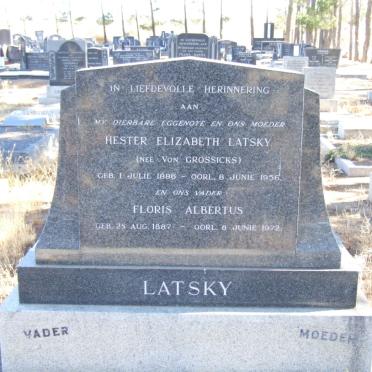 IN LIEFDEVOLLE HERINNERING
AAN
MY DIERBARE EGGENOTE EN ONS MOEDER
HESTER ELIZABETH LATSKY
(NEE VON GROSSICKS)
GEB. 1 JULIE 1886 – OORL. 8 JUNIE 1956.
EN ONS VADER
FLORIS ALBERTUS
GEB. 25 AUG. 1887 – OORL. 6 JUNIE 1972.
LATSKY
VADER MOEDER